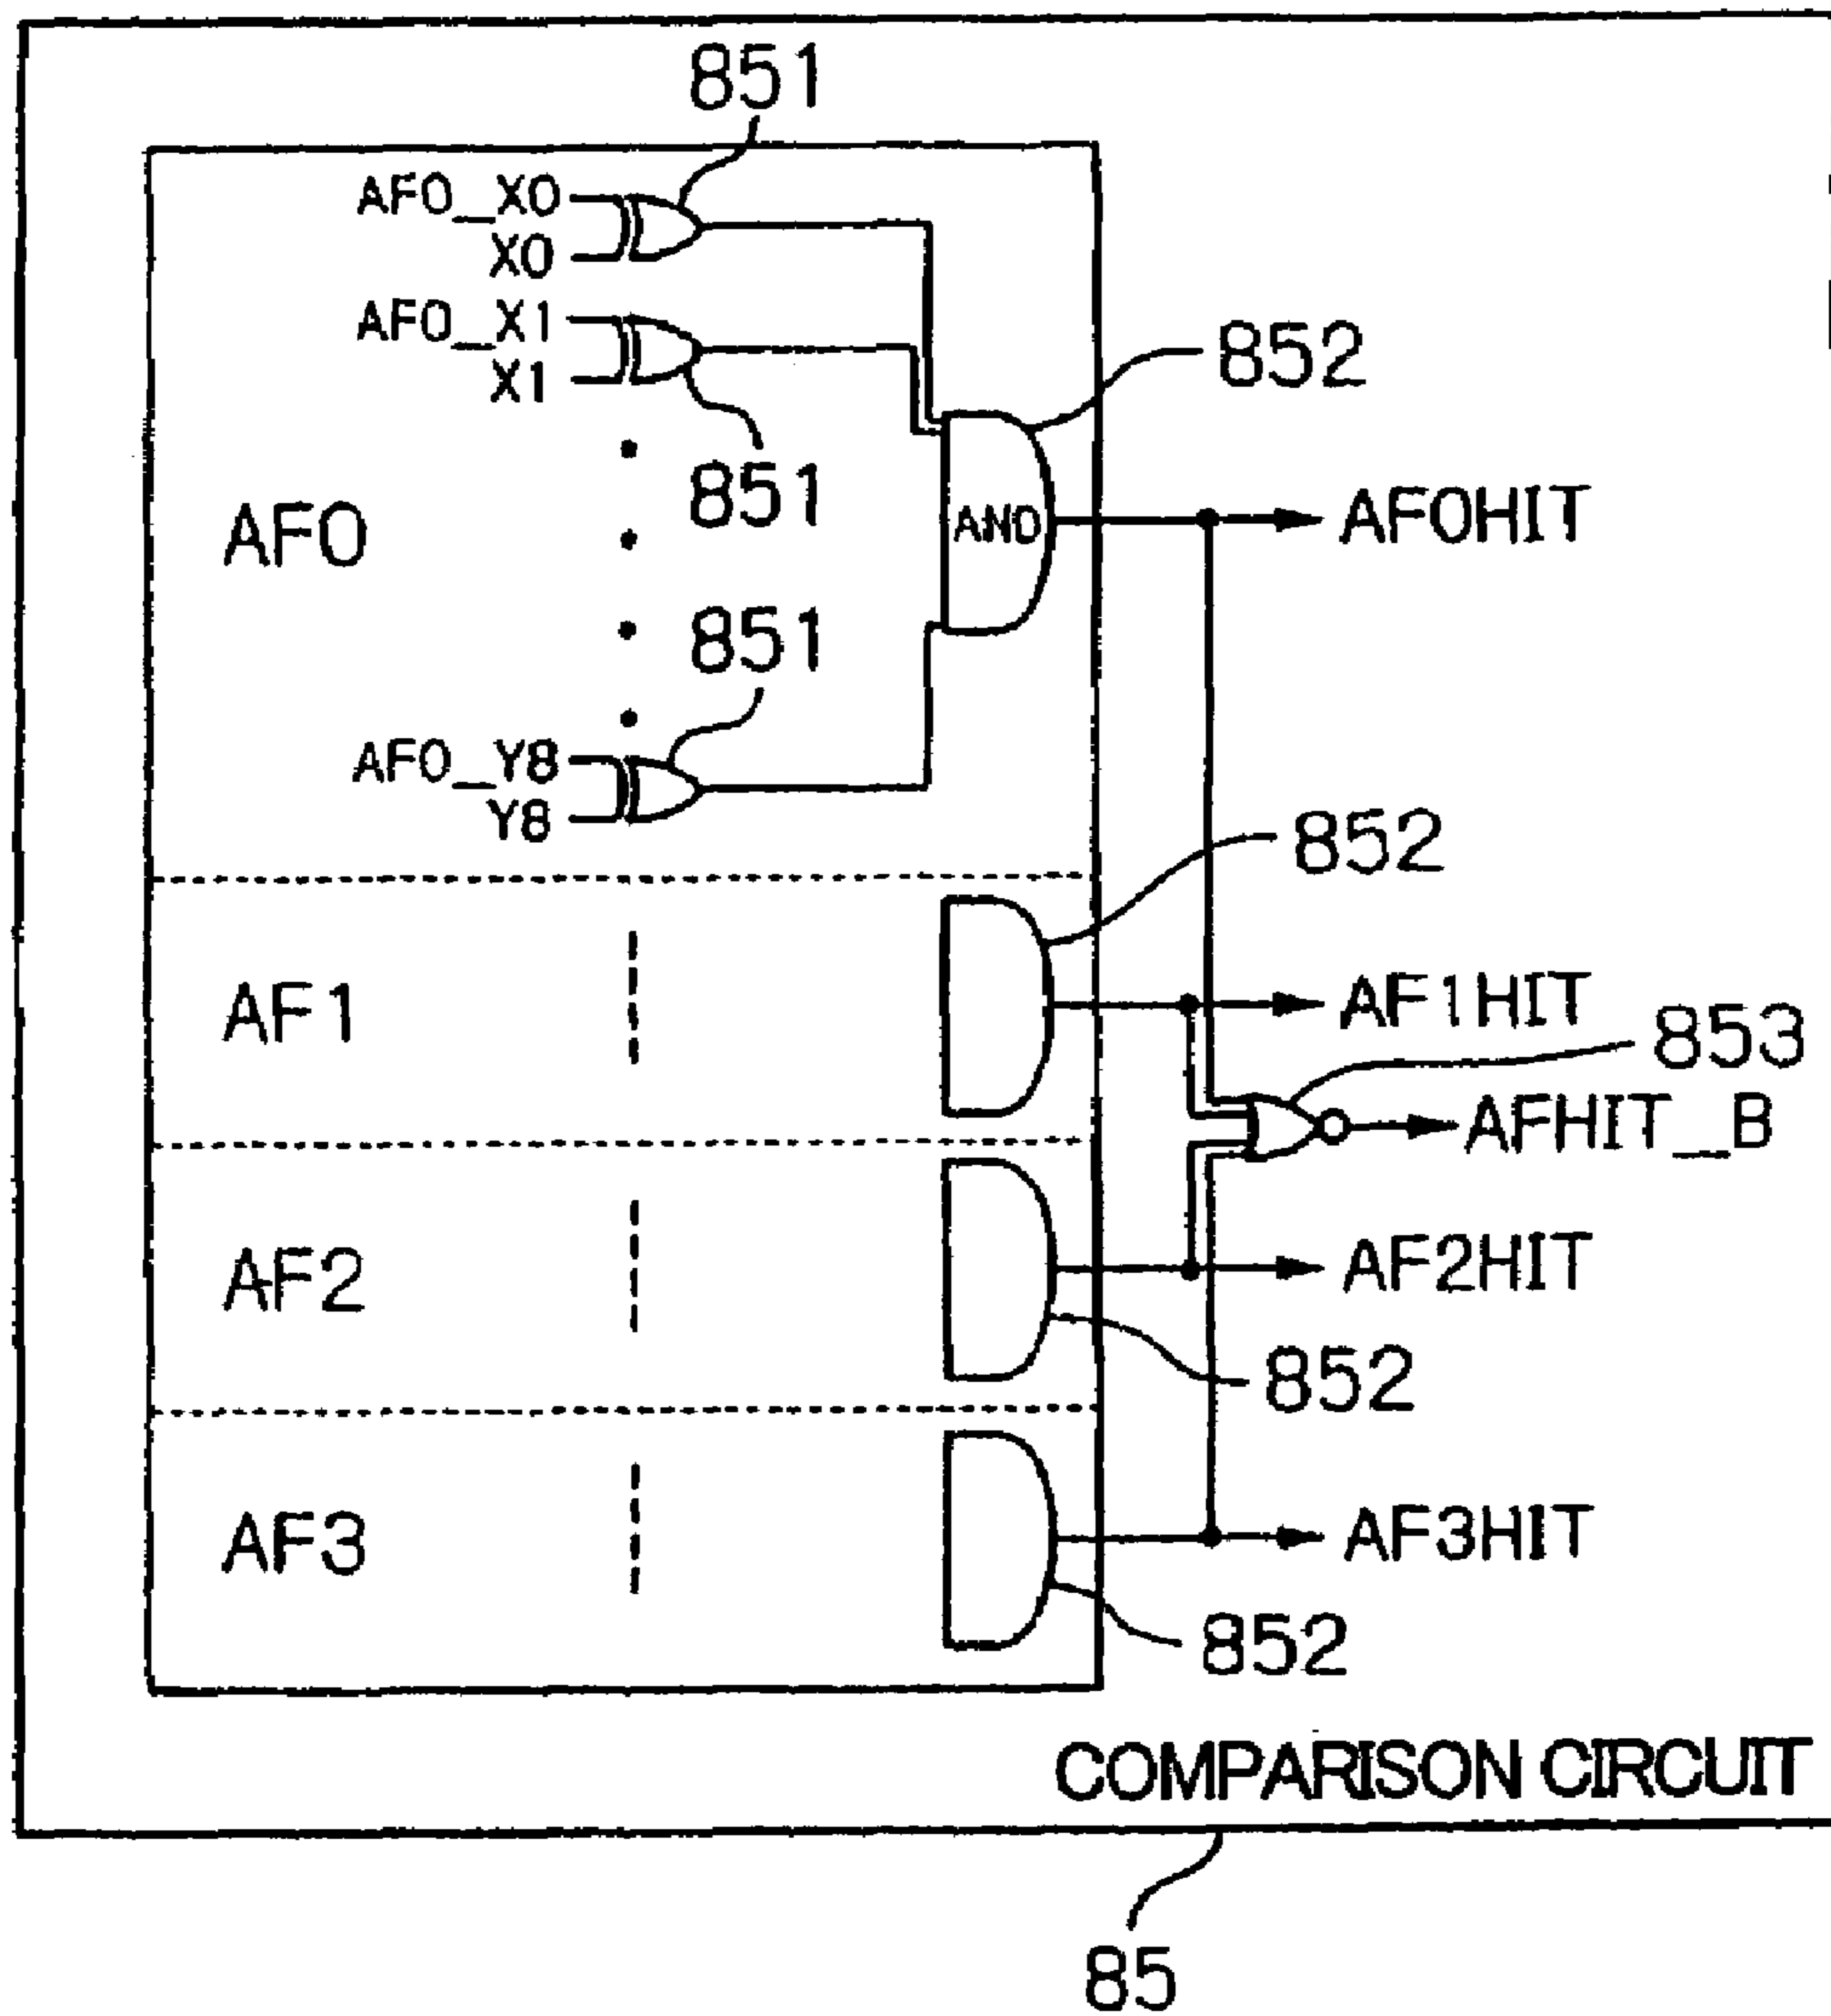 851
AF0_X0
X0
AF0_X1
X1
852
851
AND
AF0
AF0HIT
851
AF0_Y8
Y8
852
AF1
AF1HIT
853
AFHIT_B
AF2
AF2HIT
852
AF3
AF3HIT
852
COMPARISON CIRCUIT
85